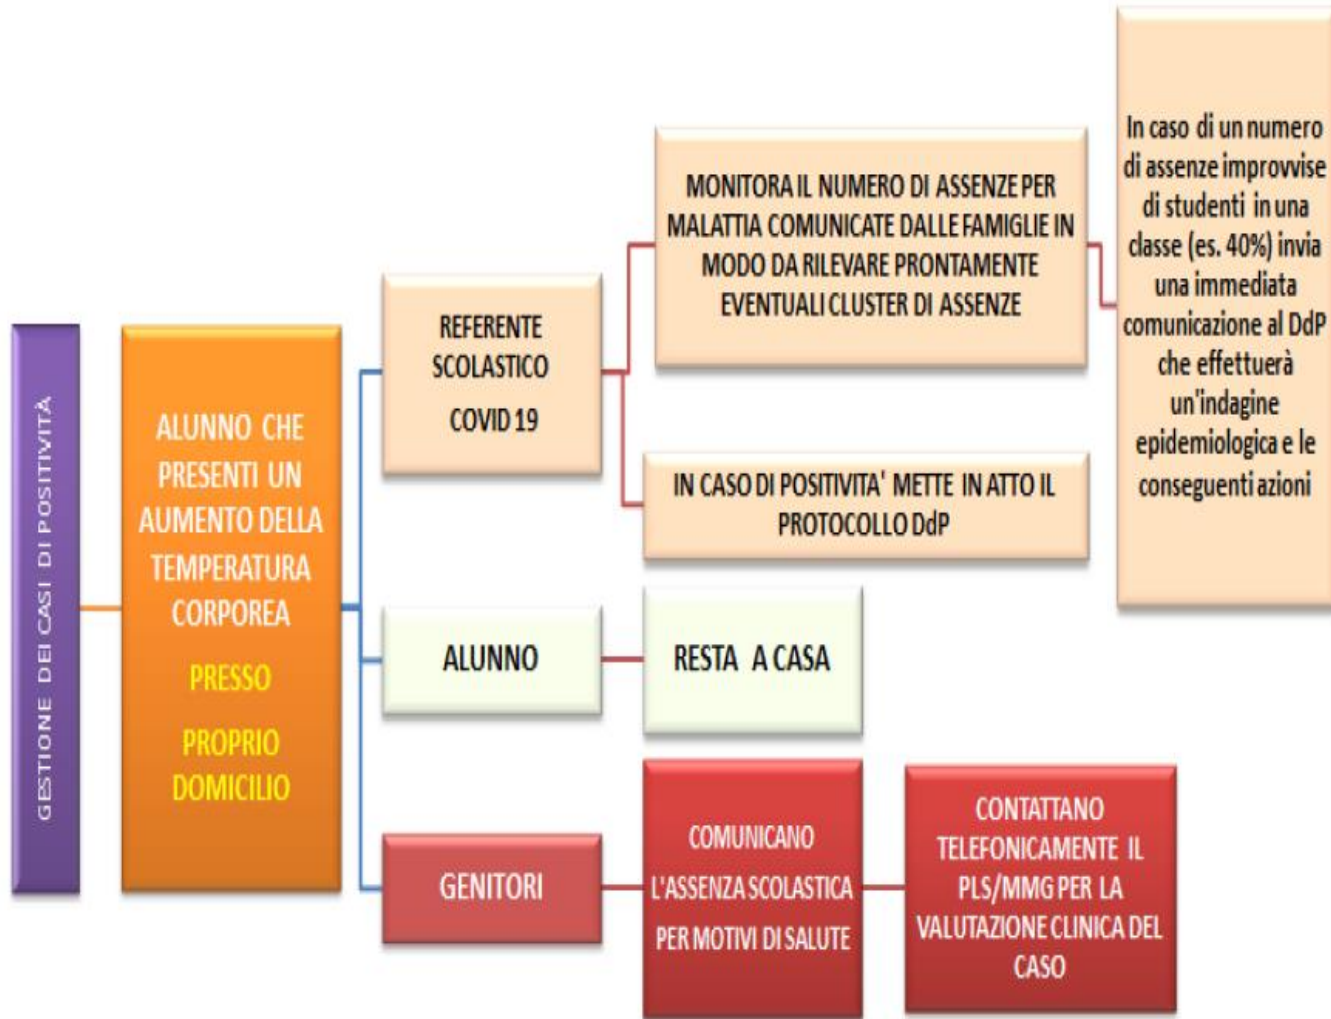 GESTIONE DEI CASI DI POSITIVITÀ
ALUNNO CHE
PRESENTI UN
AUMENTO DELLA
TEMPERATURA
CORPOREA
PRESSO
PROPRIO
DOMICILIO
REFERENTE
SCOLASTICO
COVID 19
MONITORA IL NUMERO DI ASSENZE PER
MALATTIA COMUNICATE DALLE FAMIGLIE IN
MODO DA RILEVARE PRONTAMENTE
EVENTUALI CLUSTER DI ASSENZE
In caso di un numero
di assenze improvvise
di studenti in una
classe (es. 40%) invia
una immediata
comunicazione al DdP
che effettuerà
un'indagine
epidemiologica e le
conseguenti azioni
IN CASO DI POSITIVITA' METTE IN ATTO IL
PROTOCOLLO DdP
ALUNNO
RESTA A CASA
GENITORI
COMUNICANO
L'ASSENZA SCOLASTICA
PER MOTIVI DI SALUTE
CONTATTANO
TELEFONICAMENTE IL
PLS/MMG PER LA
VALUTAZIONE CLINICA DEL
CASO